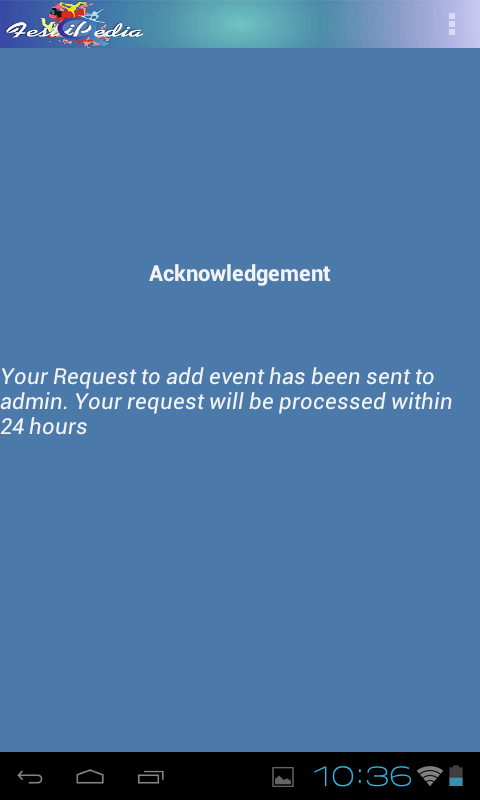 FestiPedia
Acknowledgement
Your Request to add event has been sent to
admin. Your request will be processed within
24 hours
10:36